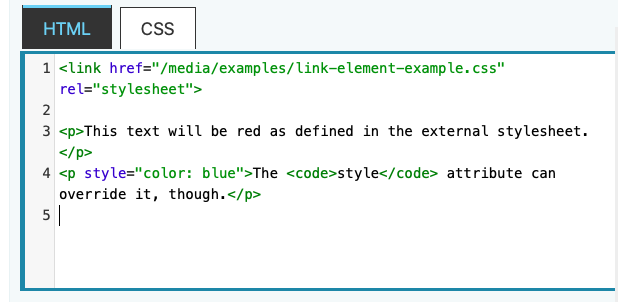 HTML CSS
1 <link href="/media/examples/link-element-example.css"
rel="stylesheet">
2
3 <p>This text will be red as defined in the external stylesheet.
</p>
4 <p style="color: blue">The <code>style</code> attribute can
override it, though.</p>
5